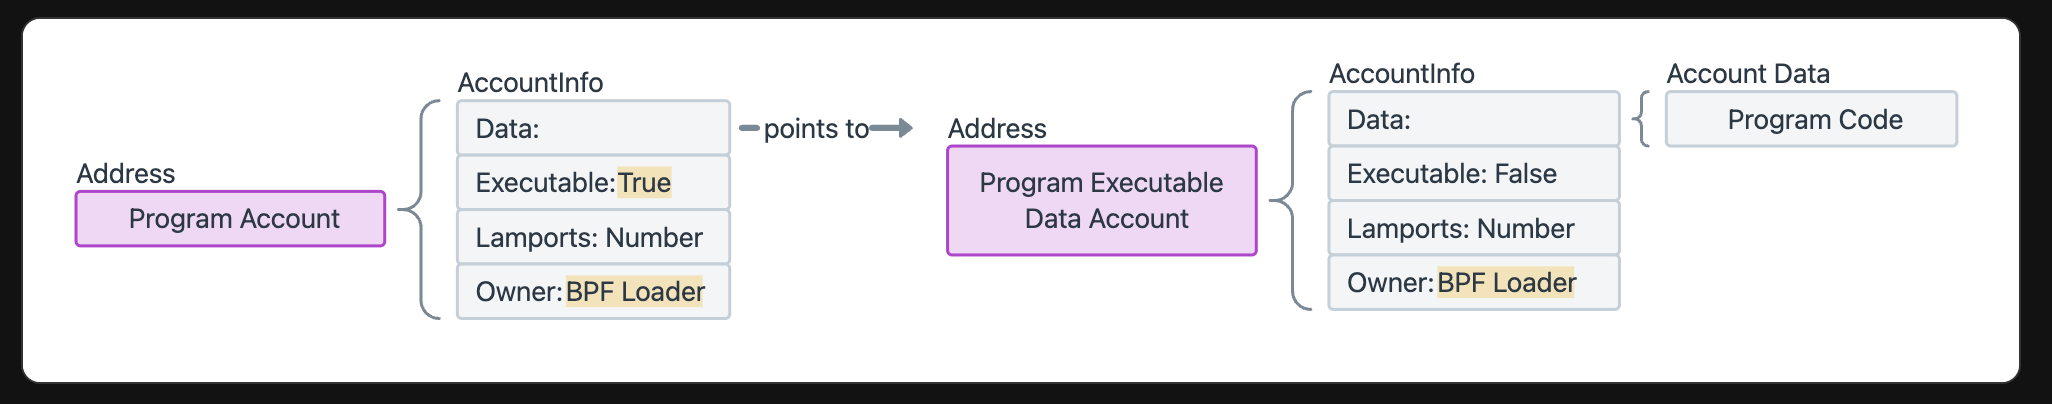 Address
Program Account
AccountInfo
Data:
Executable: True
Lamports: Number
Owner: BPF Loader
points to
Address
Program Executable
Data Account
AccountInfo
Data:
Executable: False
Lamports: Number
Owner: BPF Loader
Account Data
Program Code